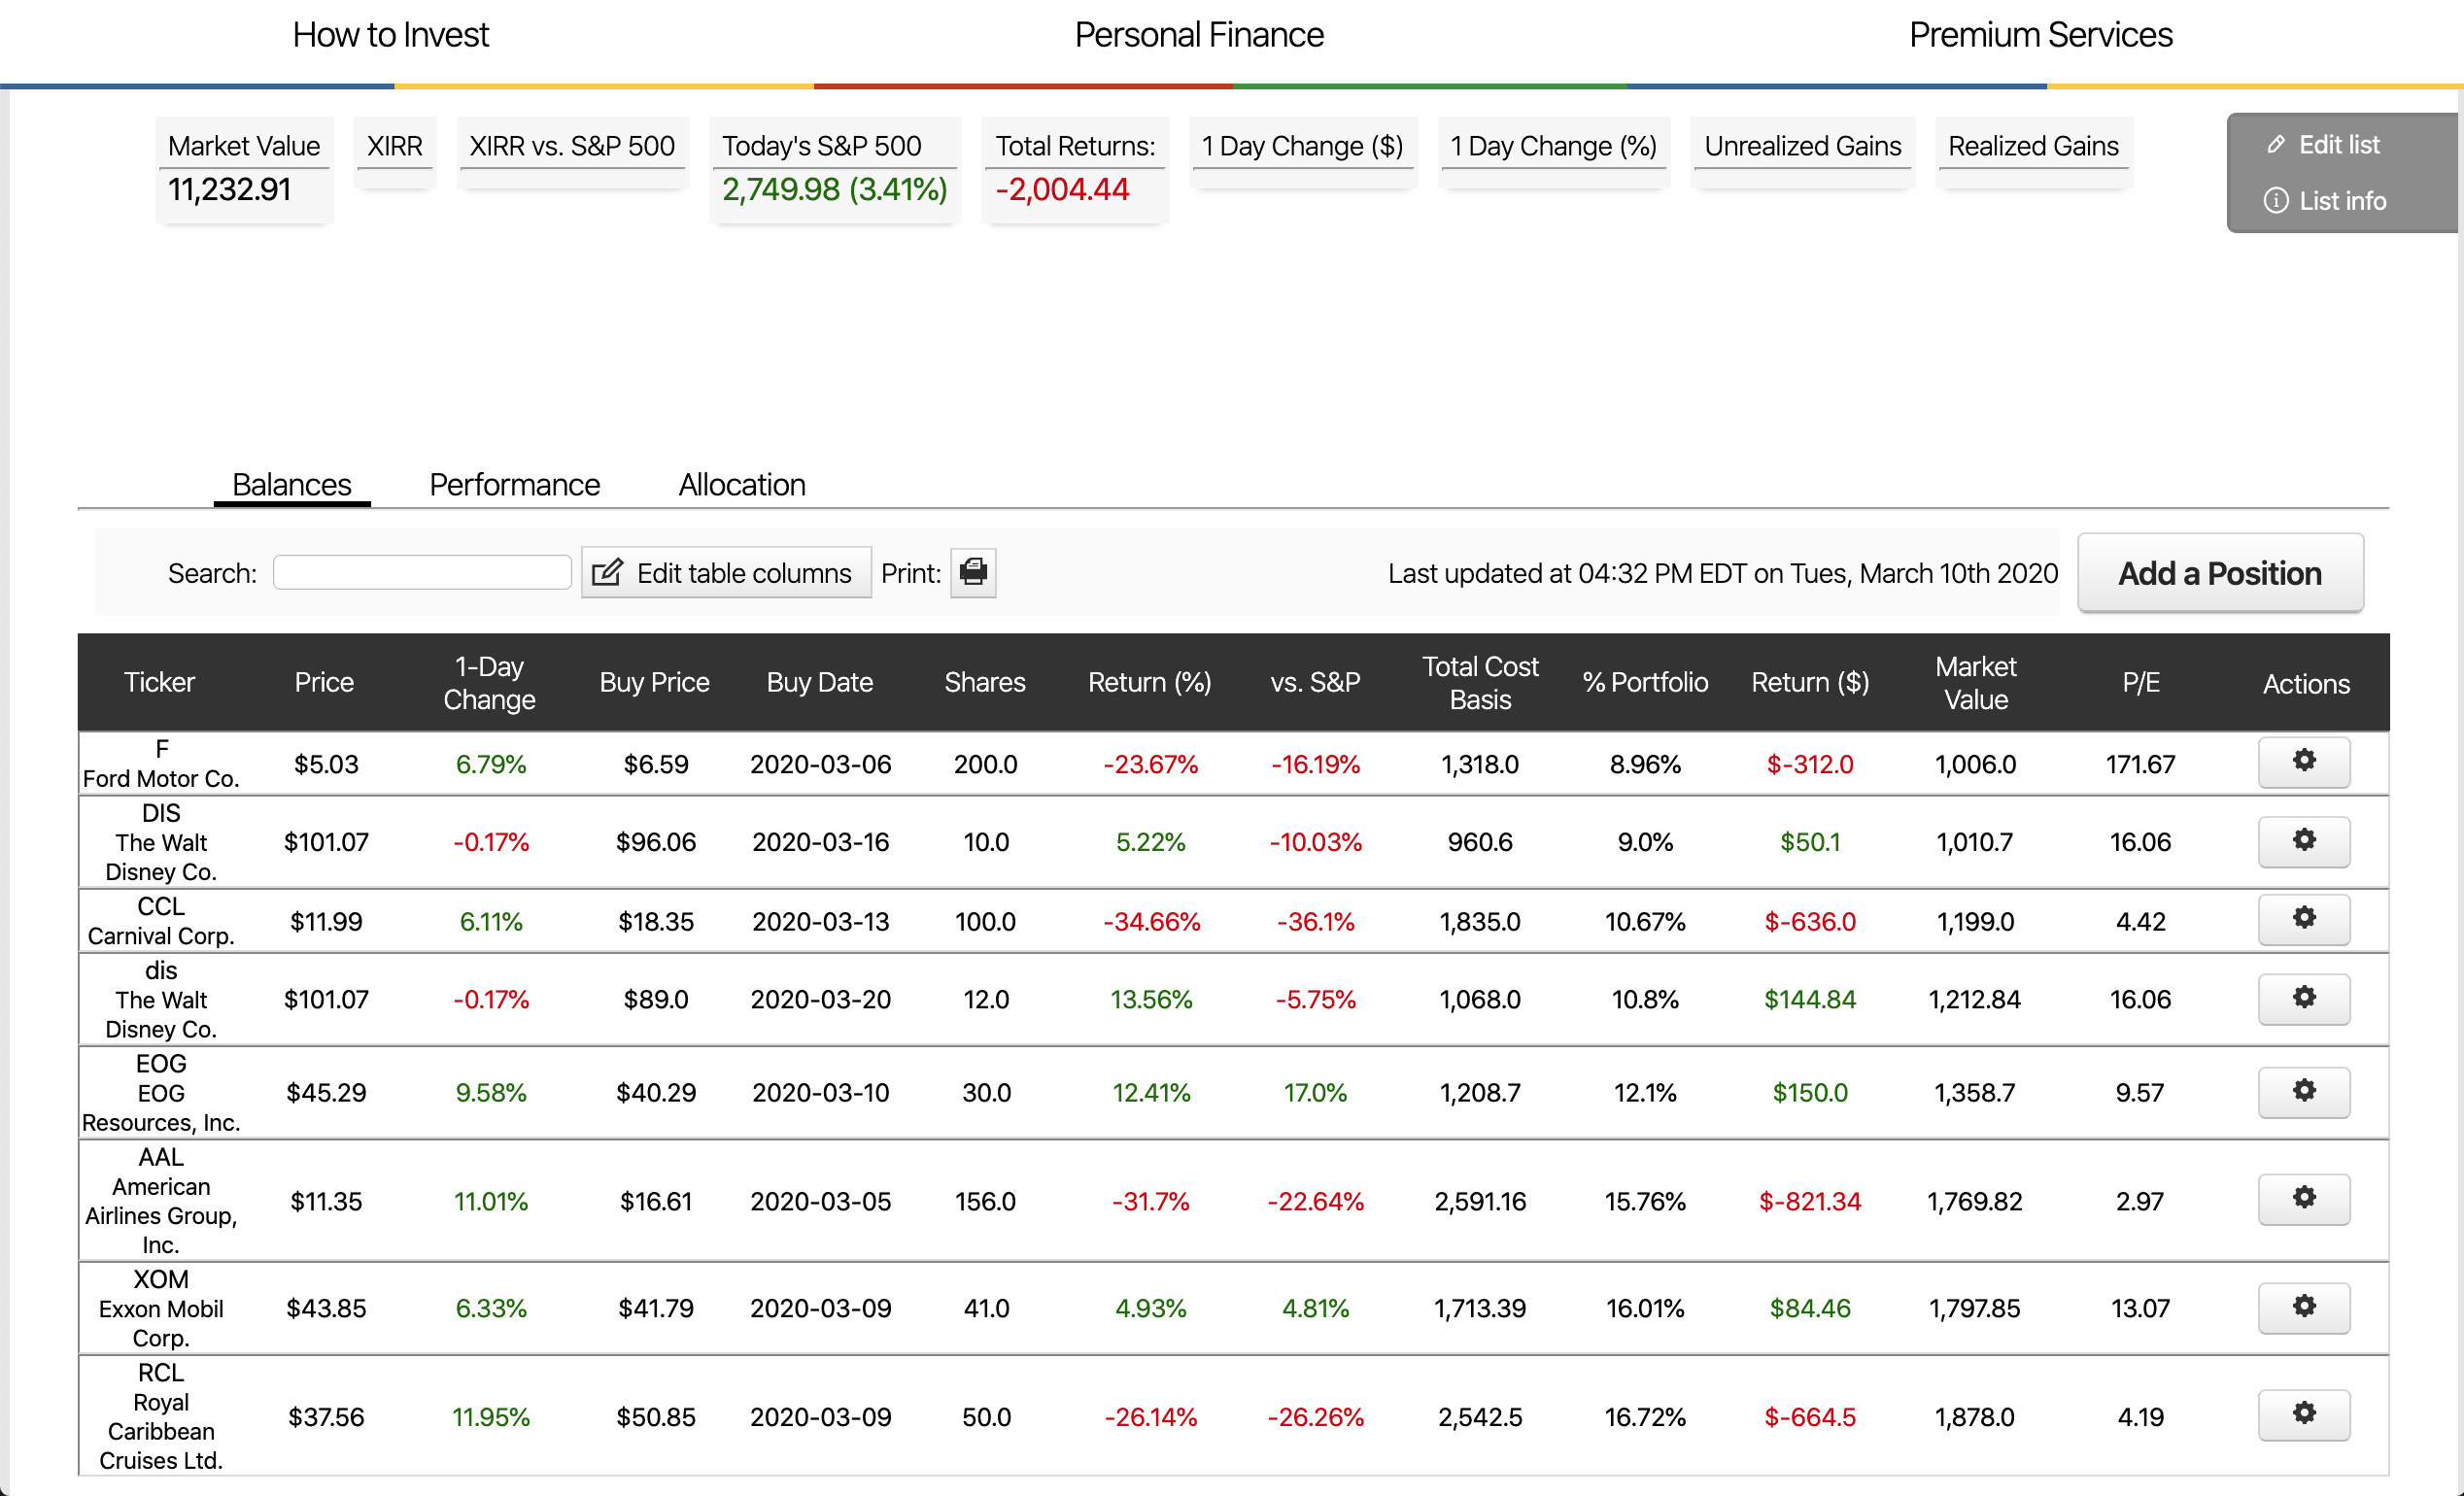 How to Invest Personal Finance Premium Services
Market Value XIRR XIRR vs. S&P 500 Today's S&P 500 Total Returns: 1 Day Change ($) 1 Day Change (%) Unrealized Gains Realized Gains Edit list
11,232.91 2,749.98 (3.41%) -2,004.44 List info
Balances Performance Allocation
Search: Edit table columns Print: Last updated at 04:32 PM EDT on Tues, March 10th 2020 Add a Position
Ticker Price 1-Day Change Buy Price Buy Date Shares Return (%) vs. S&P Total Cost Basis % Portfolio Return ($) Market Value P/E Actions
F Ford Motor Co. $5.03 6.79% $6.59 2020-03-06 200.0 -23.67% -16.19% 1,318.0 8.96% $-312.0 1,006.0 171.67
DIS The Walt Disney Co. $101.07 -0.17% $96.06 2020-03-16 10.0 5.22% -10.03% 960.6 9.0% $50.1 1,010.7 16.06
CCL Carnival Corp. $11.99 6.11% $18.35 2020-03-13 100.0 -34.66% -36.1% 1,835.0 10.67% $-636.0 1,199.0 4.42
dis The Walt Disney Co. $101.07 -0.17% $89.0 2020-03-20 12.0 13.56% -5.75% 1,068.0 10.8% $144.84 1,212.84 16.06
EOG EOG Resources, Inc. $45.29 9.58% $40.29 2020-03-10 30.0 12.41% 17.0% 1,208.7 12.1% $150.0 1,358.7 9.57
AAL American Airlines Group, Inc. $11.35 11.01% $16.61 2020-03-05 156.0 -31.7% -22.64% 2,591.16 15.76% $-821.34 1,769.82 2.97
XOM Exxon Mobil Corp. $43.85 6.33% $41.79 2020-03-09 41.0 4.93% 4.81% 1,713.39 16.01% $84.46 1,797.85 13.07
RCL Royal Caribbean Cruises Ltd. $37.56 11.95% $50.85 2020-03-09 50.0 -26.14% -26.26% 2,542.5 16.72% $-664.5 1,878.0 4.19